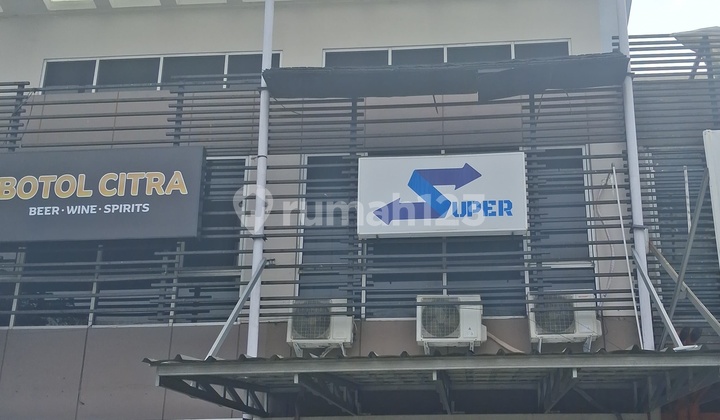 BOTOL CITRA
BEER · WINE · SPIRITS
SUPER
rumah123